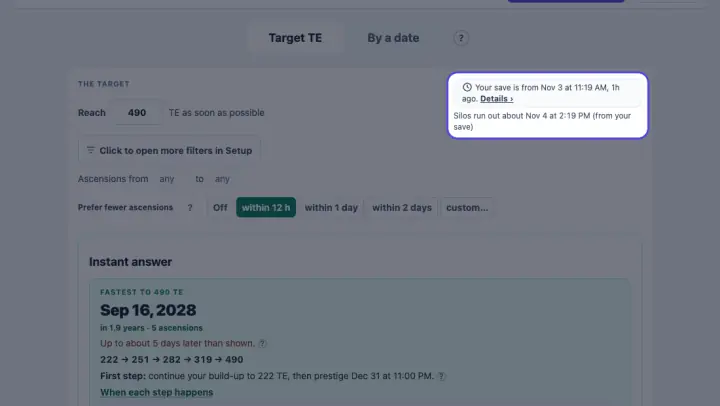 Target TE
By a date
?
THE TARGET
Your save is from Nov 3 at 11:19 AM, 1h
ago. Details ›
Silos run out about Nov 4 at 2:19 PM (from your
save)
Reach 490 TE as soon as possible
Click to open more filters in Setup
Ascensions from any to any
Prefer fewer ascensions ? Off within 12 h within 1 day within 2 days custom...
Instant answer
FASTEST TO 490 TE
Sep 16, 2028
in 1.9 years · 5 ascensions
Up to about 5 days later than shown. ?
222 → 251 → 282 → 319 → 490
First step: continue your build-up to 222 TE, then prestige Dec 31 at 11:00 PM. ?
When each step happens